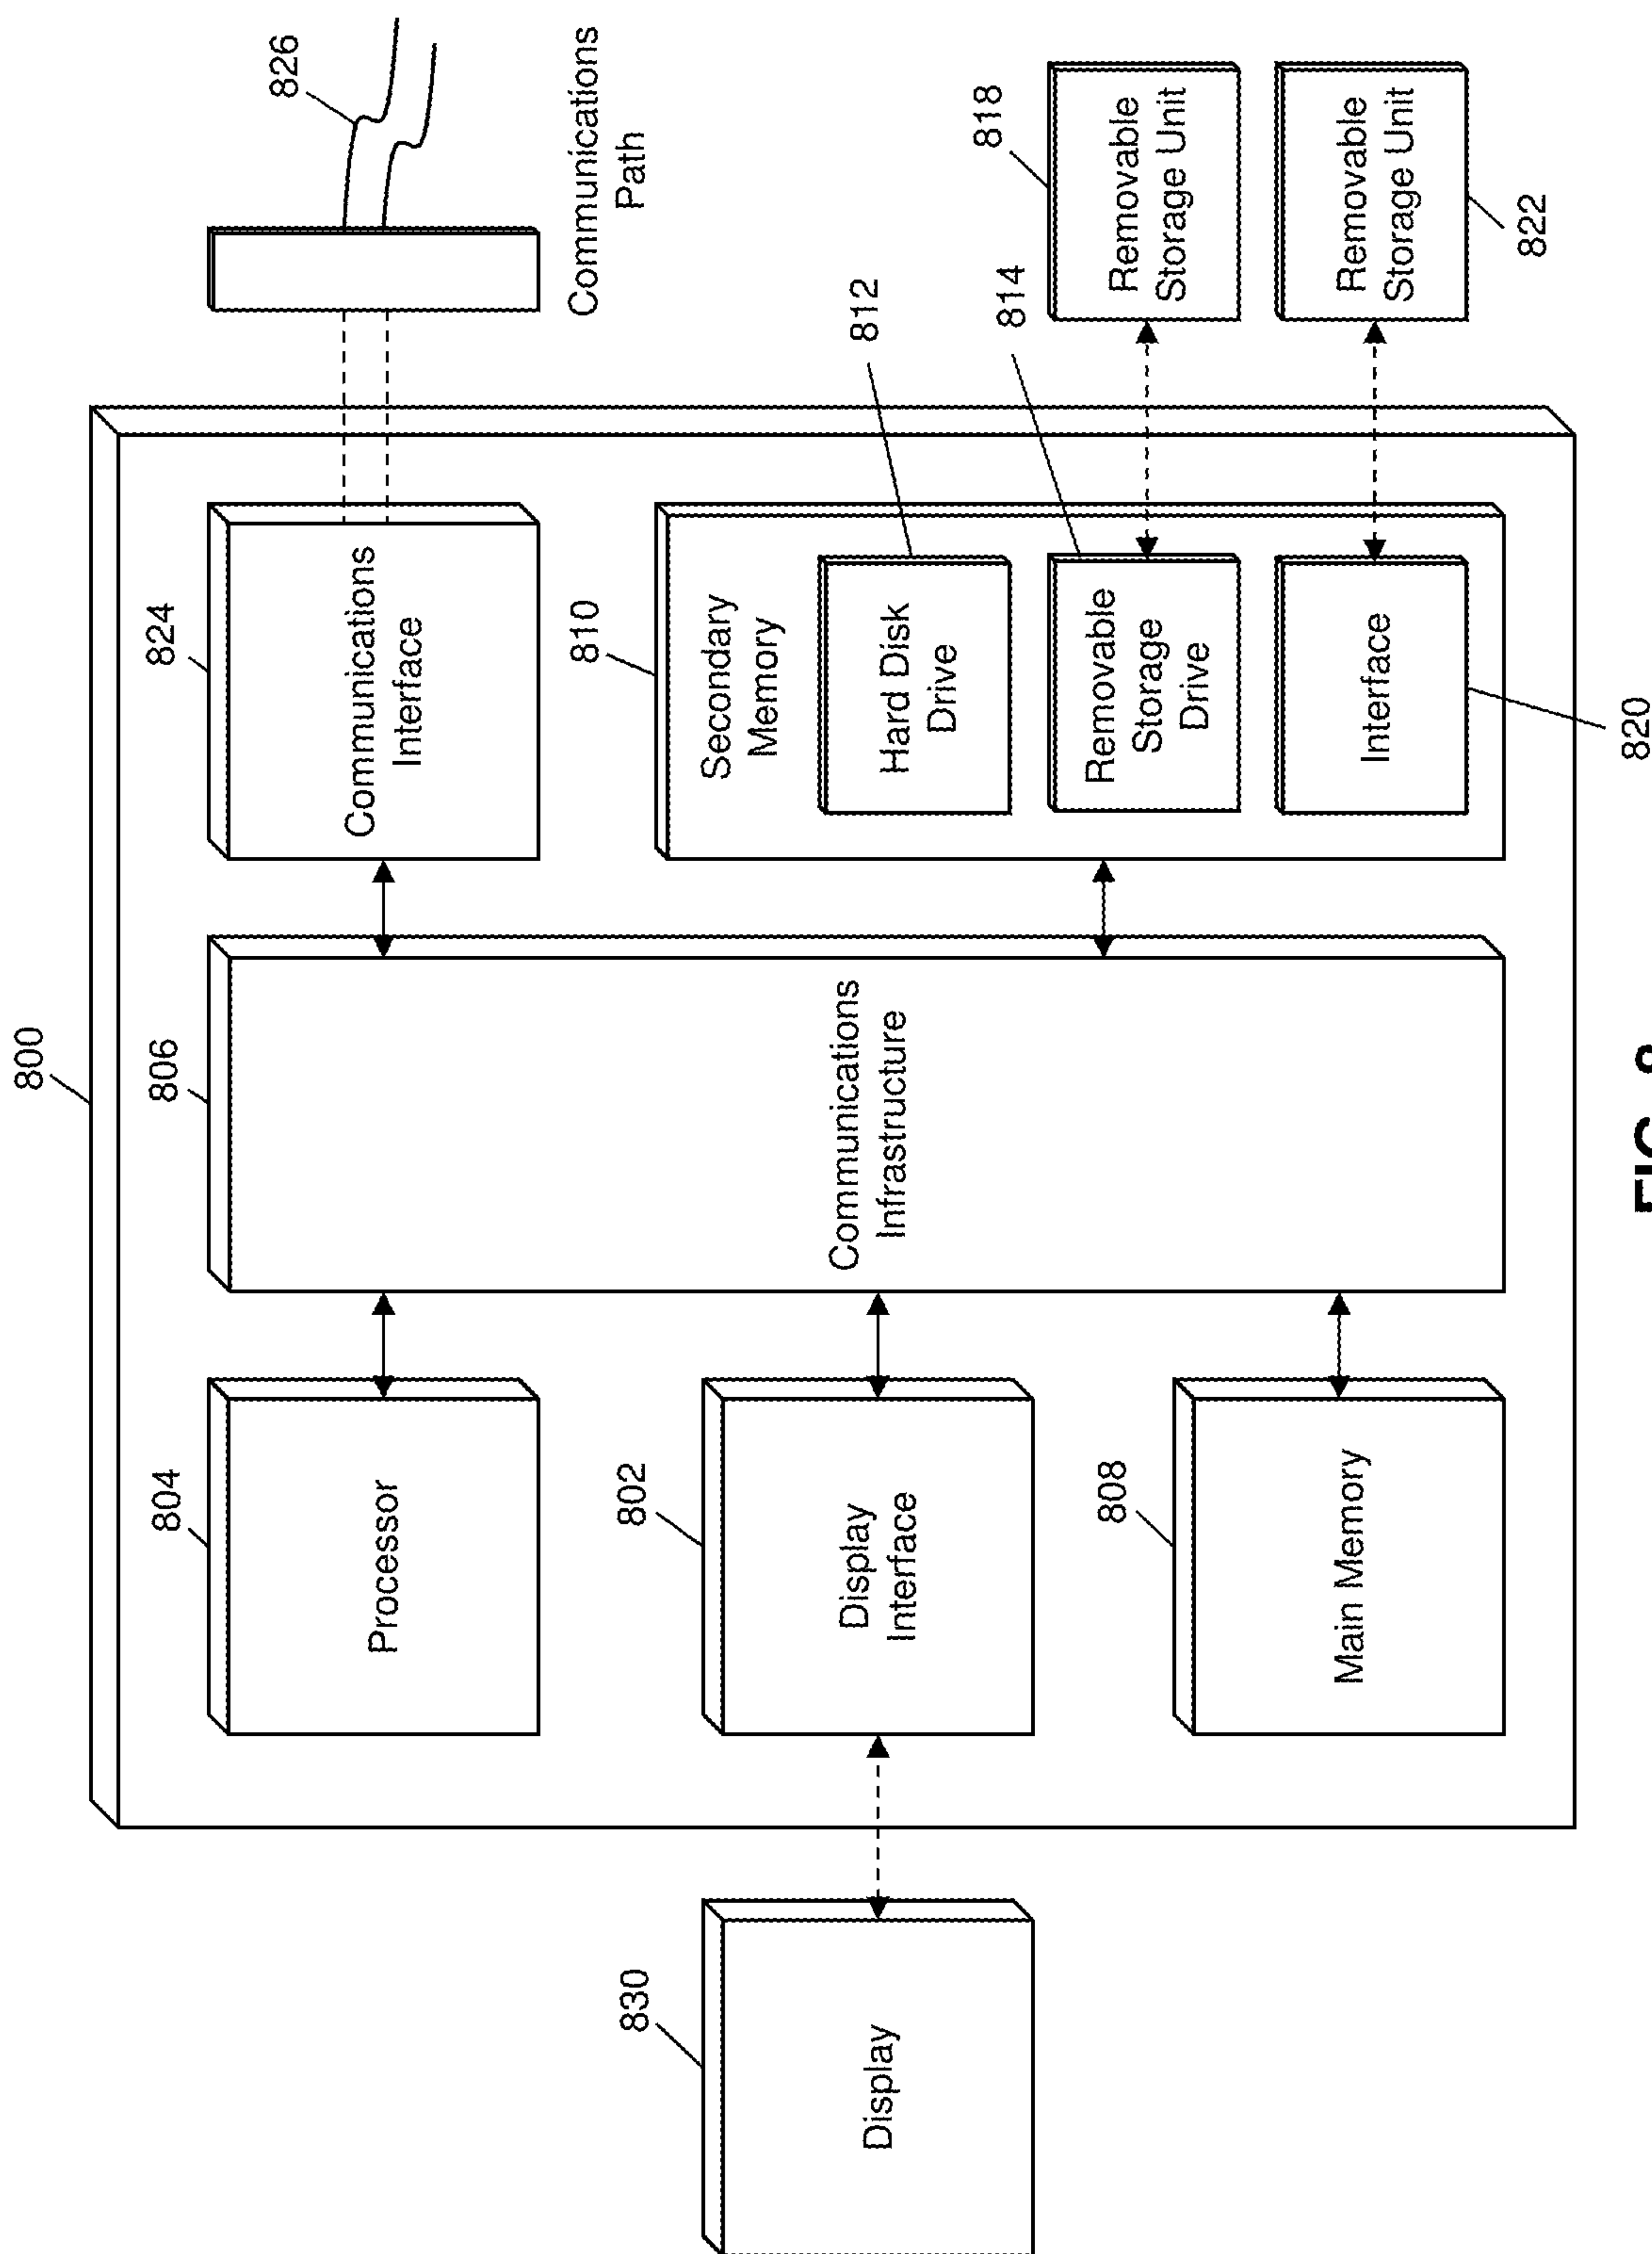 800
804
806
824
826
Processor
Communications
Interface
Communications
Path
830
802
810
Display
Display
Interface
Communications
Infrastructure
Secondary
Memory
812
Hard Disk
Drive
814
818
808
Removable
Storage
Drive
Removable
Storage Unit
Main Memory
Interface
Removable
Storage Unit
822
820
FIG